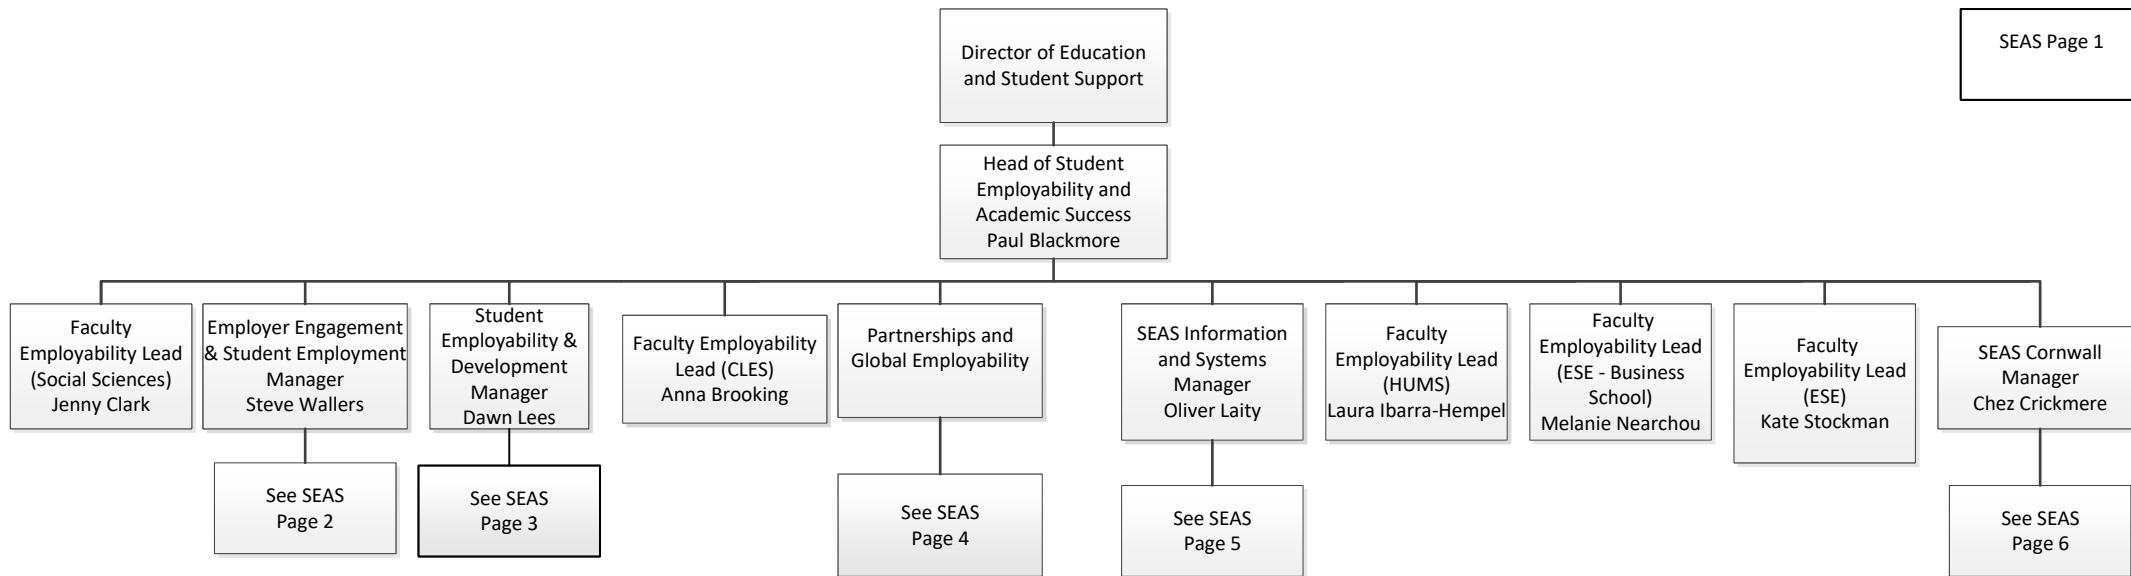 Director of Education
and Student Support
SEAS Page 1
Head of Student
Employability and
Academic Success
Paul Blackmore
Faculty
Employability Lead
(Social Sciences)
Jenny Clark
Employer Engagement
& Student Employment
Manager
Steve Wallers
Student
Employability &
Development
Manager
Dawn Lees
Faculty Employability
Lead (CLES)
Anna Brooking
Partnerships and
Global Employability
SEAS Information
and Systems
Manager
Oliver Laity
Faculty
Employability Lead
(HUMS)
Laura Ibarra-Hempel
Faculty
Employability Lead
(ESE - Business
School)
Melanie Nearchou
Faculty
Employability Lead
(ESE)
Kate Stockman
SEAS Cornwall
Manager
Chez Crickmere
See SEAS
Page 2
See SEAS
Page 3
See SEAS
Page 4
See SEAS
Page 5
See SEAS
Page 6